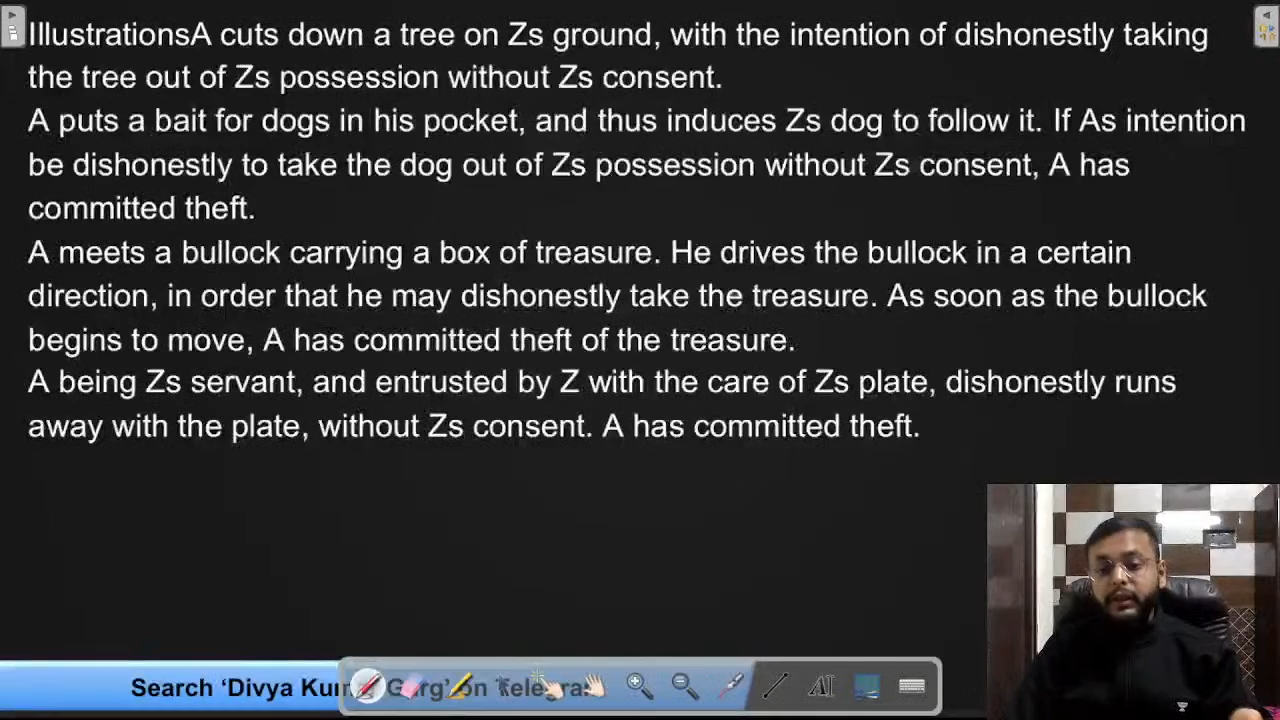 IllustrationsA cuts down a tree on Zs ground, with the intention of dishonestly taking
the tree out of Zs possession without Zs consent.
A puts a bait for dogs in his pocket, and thus induces Zs dog to follow it. If As intention
be dishonestly to take the dog out of Zs possession without Zs consent, A has
committed theft.
A meets a bullock carrying a box of treasure. He drives the bullock in a certain
direction, in order that he may dishonestly take the treasure. As soon as the bullock
begins to move, A has committed theft of the treasure.
A being Zs servant, and entrusted by Z with the care of Zs plate, dishonestly runs
away with the plate, without Zs consent. A has committed theft.
Search ‘Divya Kumar Garg’ on Telegram
AI